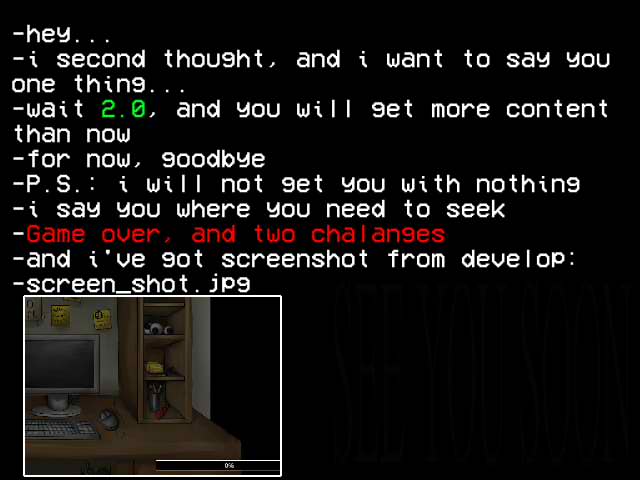 -hey...
-i second thought, and i want to say you
one thing...
-wait 2.0, and you will get more content
than now
-for now, goodbye
-P.S.: i will not get you with nothing
-i say you where you need to seek
-Game over, and two chalanges
-and i've got screenshot from develop:
-screen_shot.jpg
SEE YOU SOON
0%